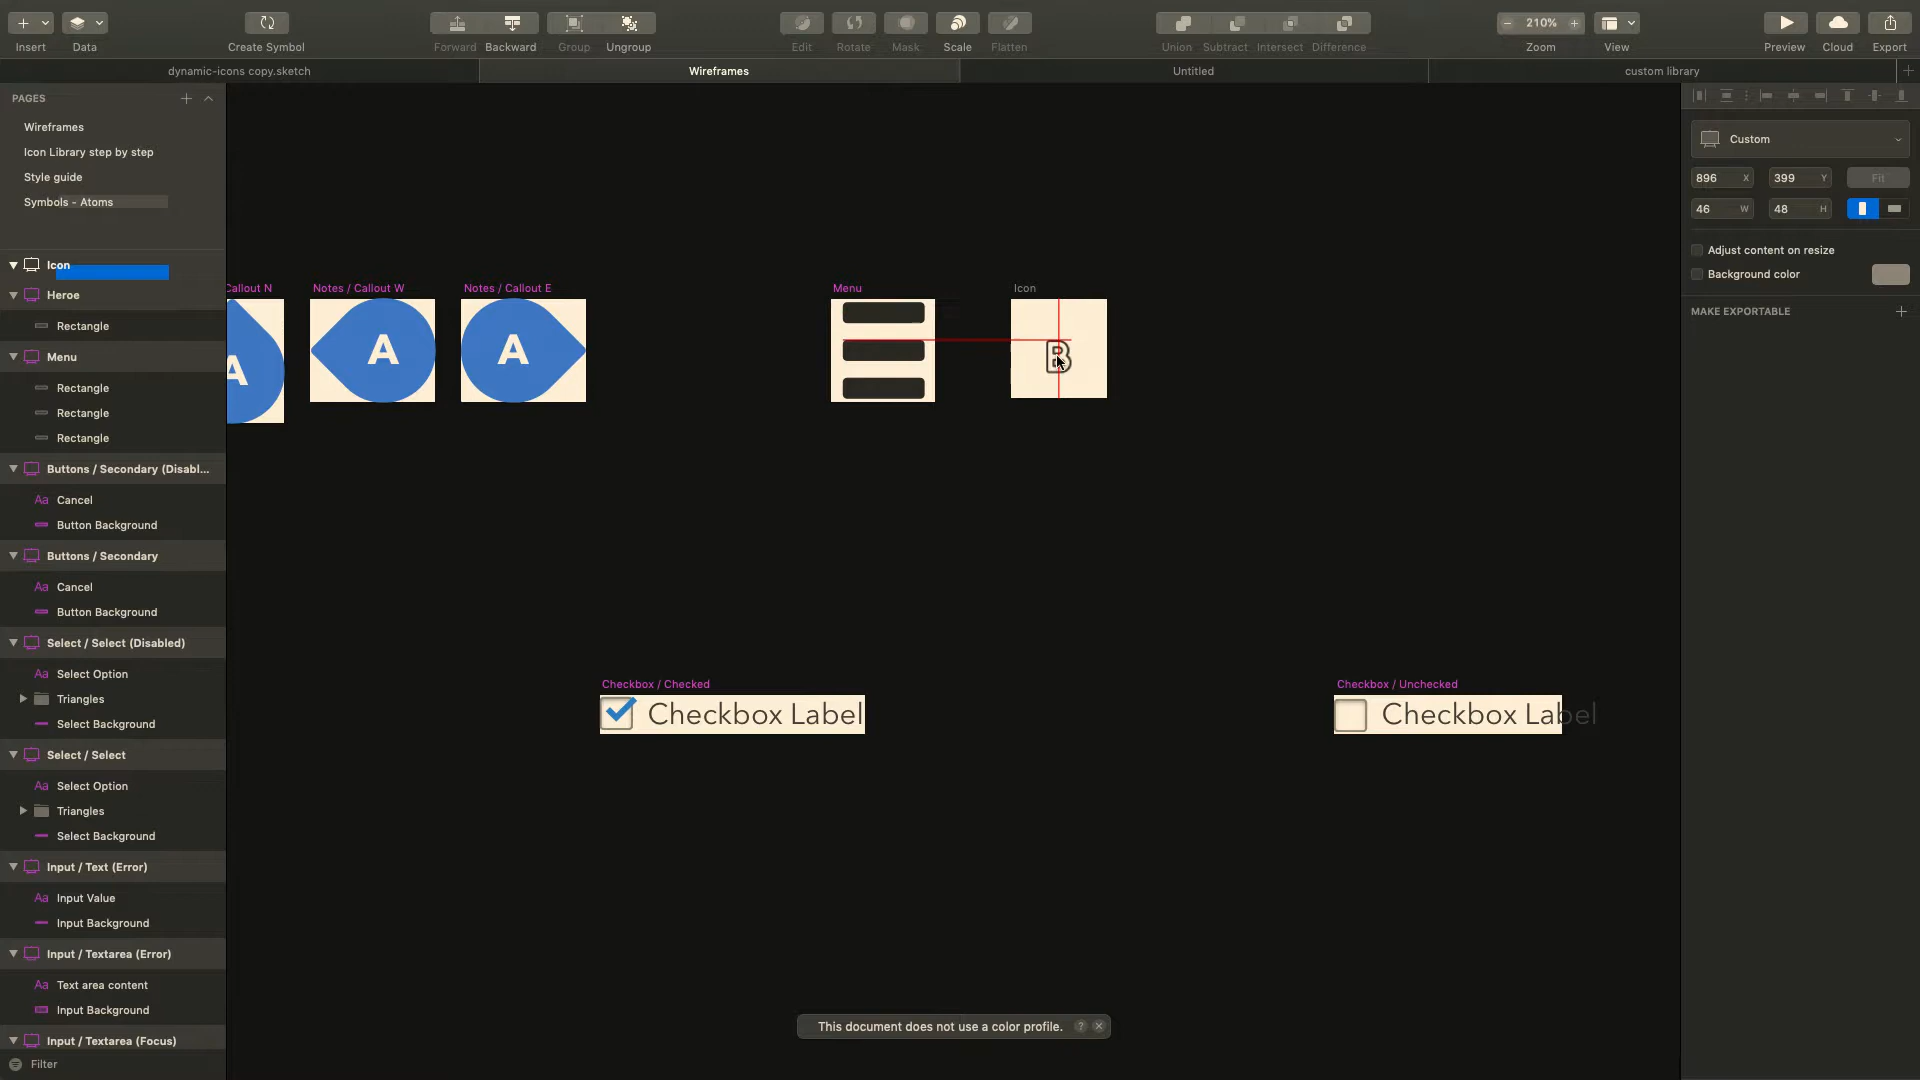 Insert
Data
Create Symbol
Forward
Backward
Group
Ungroup
Edit
Rotate
Mask
Scale
Flatten
Union
Subtract
Intersect
Difference
210%
Zoom
View
Preview
Cloud
Export
dynamic-icons copy.sketch
Wireframes
Untitled
custom library
PAGES
Wireframes
Icon Library step by step
Style guide
Symbols - Atoms
Icon
Heroe
Rectangle
Menu
Rectangle
Rectangle
Rectangle
Buttons / Secondary (Disabl...
Aa Cancel
Button Background
Buttons / Secondary
Aa Cancel
Button Background
Select / Select (Disabled)
Aa Select Option
Triangles
Select Background
Select / Select
Aa Select Option
Triangles
Select Background
Input / Text (Error)
Aa Input Value
Input Background
Input / Textarea (Error)
Aa Text area content
Input Background
Input / Textarea (Focus)
Filter
Callout N
A
Notes / Callout W
A
Notes / Callout E
A
Menu
Icon
B
Checkbox / Checked
Checkbox Label
Checkbox / Unchecked
Checkbox Label
This document does not use a color profile. ?
Custom
896 X
399 Y
Fit
46 W
48 H
Adjust content on resize
Background color
MAKE EXPORTABLE